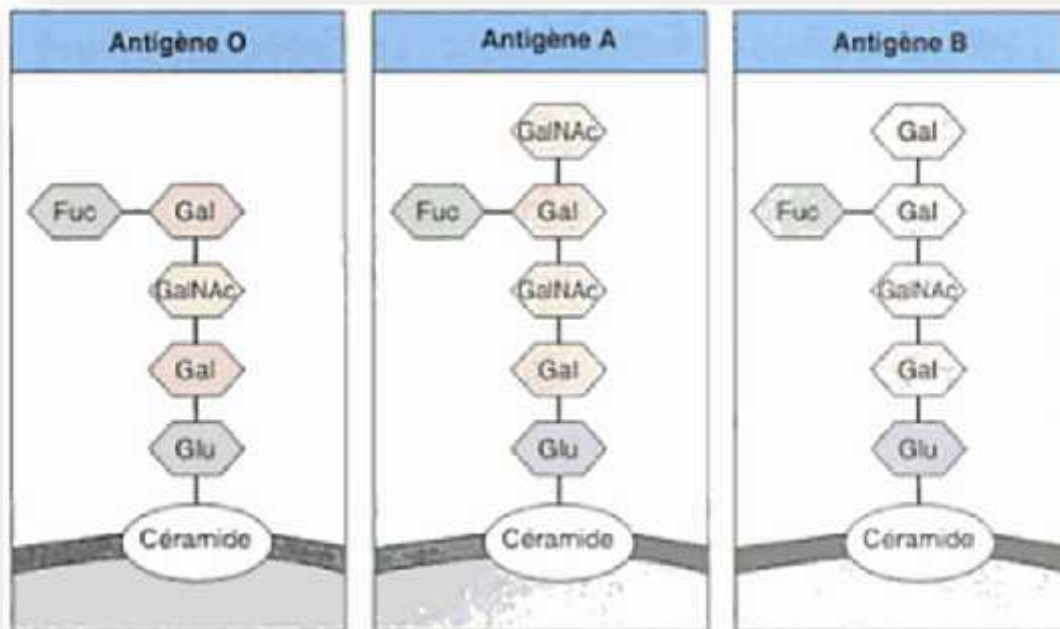 Antigène O
Fuc
Gal
GalNAc
Gal
Glu
Céramide
Antigène A
GalNAc
Fuc
Gal
GalNAc
Gal
Glu
Céramide
Antigène B
Gal
Fuc
Gal
GalNAc
Gal
Glu
Céramide